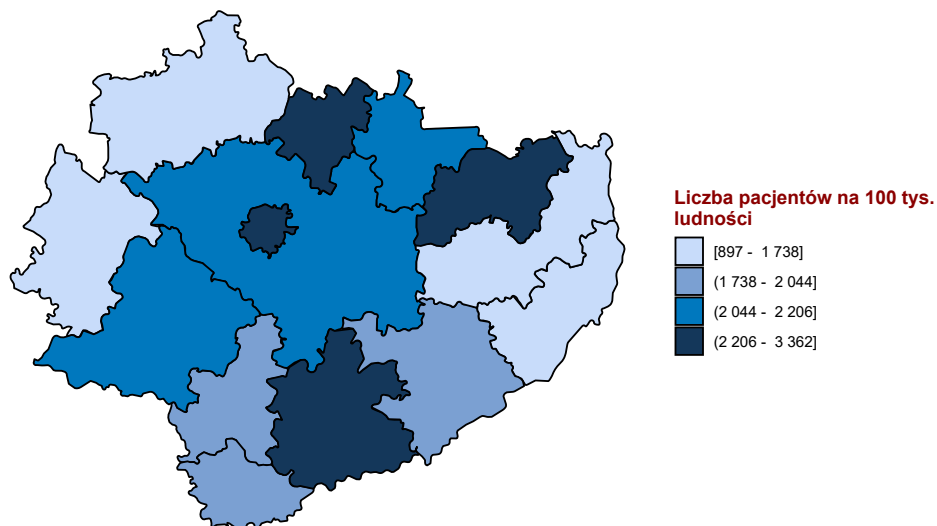 Liczba pacjentów na 100 tys.
ludności
[897 - 1 738]
(1 738 - 2 044]
(2 044 - 2 206]
(2 206 - 3 362]